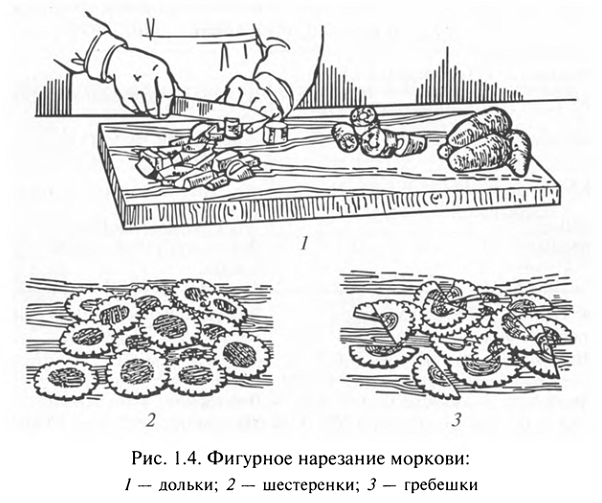 1
2
3
Рис. 1.4. Фигурное нарезание моркови:
1 — дольки; 2 — шестеренки; 3 — гребешки